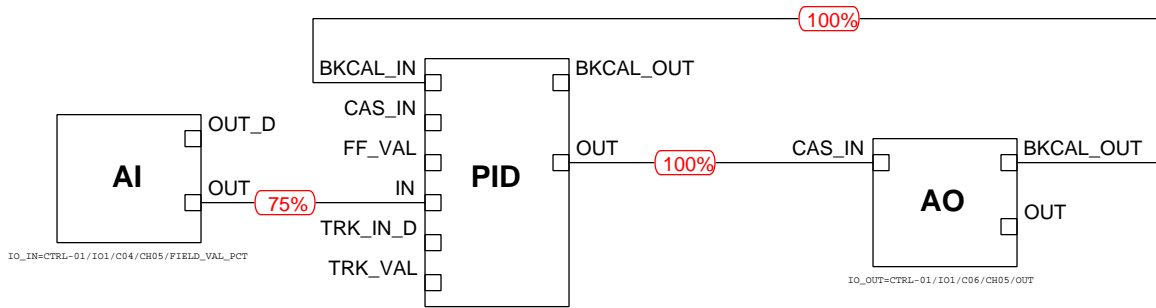 100%
BKCAL_IN
BKCAL_OUT
CAS_IN
OUT_D
FF_VAL
OUT
100%
CAS_IN
BKCAL_OUT
AI
PID
OUT
75%
IN
AO
TRK_IN_D
OUT
IO_IN=CTRL-01/IO1/C04/CH05/FIELD_VAL_PCT
TRK_VAL
IO_OUT=CTRL-01/IO1/C06/CH05/OUT